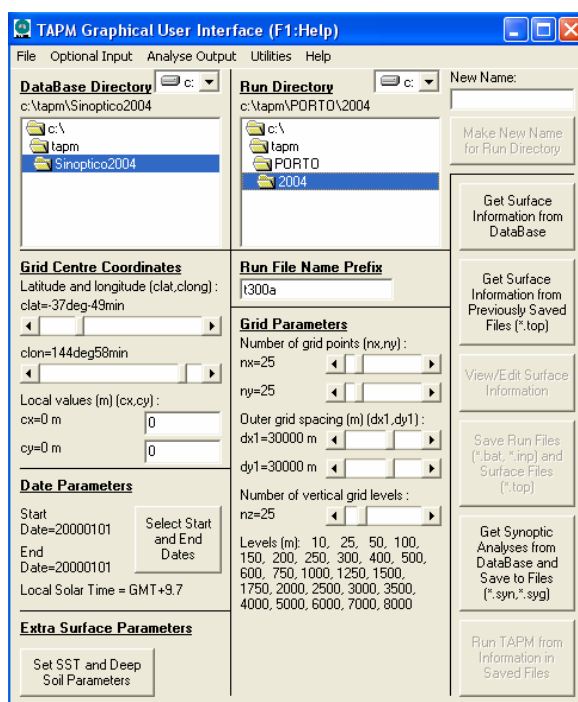 TAPM Graphical User Interface (F1:Help)
File Optional Input Analyse Output Utilities Help
DataBase Directory
c:
c:\tapm\Sinoptico2004
c:\
tapm
Sinoptico2004
Run Directory
c:
c:\tapm\PORTO\2004
c:\
tapm
PORTO
2004
New Name:
Make New Name
for Run Directory
Get Surface
Information from
DataBase
Get Surface
Information from
Previously Saved
Files (*.top)
View/Edit Surface
Information
Save Run Files
(*.bat, *.inp) and
Surface Files
(*.top)
Get Synoptic
Analyses from
DataBase and
Save to Files
(*.syn,*.syg)
Run TAPM from
Information in
Saved Files
Grid Centre Coordinates
Latitude and longitude (clat,clong) :
clat=-37deg-49min
clon=144deg58min
Local values (m) (cx,cy) :
cx=0 m
0
cy=0 m
0
Date Parameters
Start
Date=20000101
End
Date=20000101
Select Start
and End
Dates
Local Solar Time = GMT+9.7
Extra Surface Parameters
Set SST and Deep
Soil Parameters
Run File Name Prefix
t300a
Grid Parameters
Number of grid points (nx,ny) :
nx=25
ny=25
Outer grid spacing (m) (dx1,dy1) :
dx1=30000 m
dy1=30000 m
Number of vertical grid levels :
nz=25
Levels (m): 10, 25, 50, 100,
150, 200, 250, 300, 400, 500,
600, 750, 1000, 1250, 1500,
1750, 2000, 2500, 3000, 3500,
4000, 5000, 6000, 7000, 8000